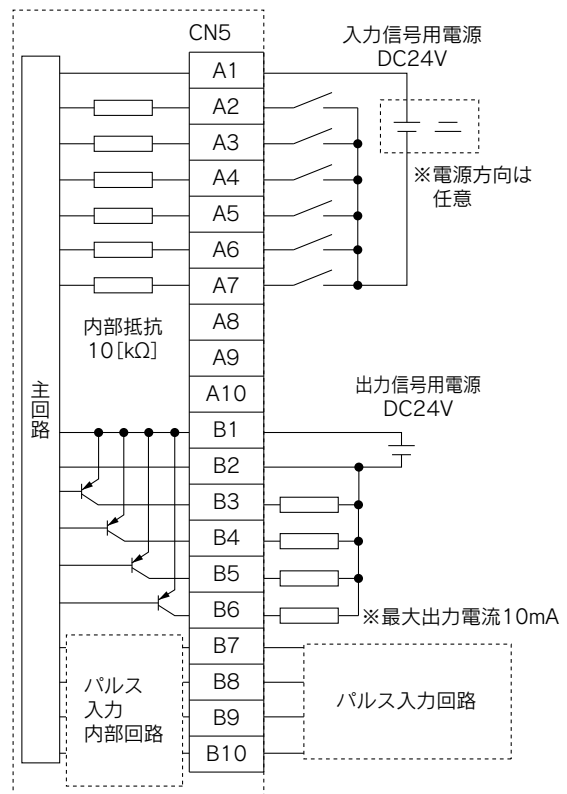 CN5
入力信号用電源
DC24V
A1
A2
A3
A4
※電源方向は
任意
A5
A6
A7
内部抵抗
10[kΩ]
A8
A9
A10
主回路
出力信号用電源
DC24V
B1
B2
B3
B4
B5
B6
※最大出力電流10mA
B7
B8
B9
B10
パルス
入力
内部回路
パルス入力回路